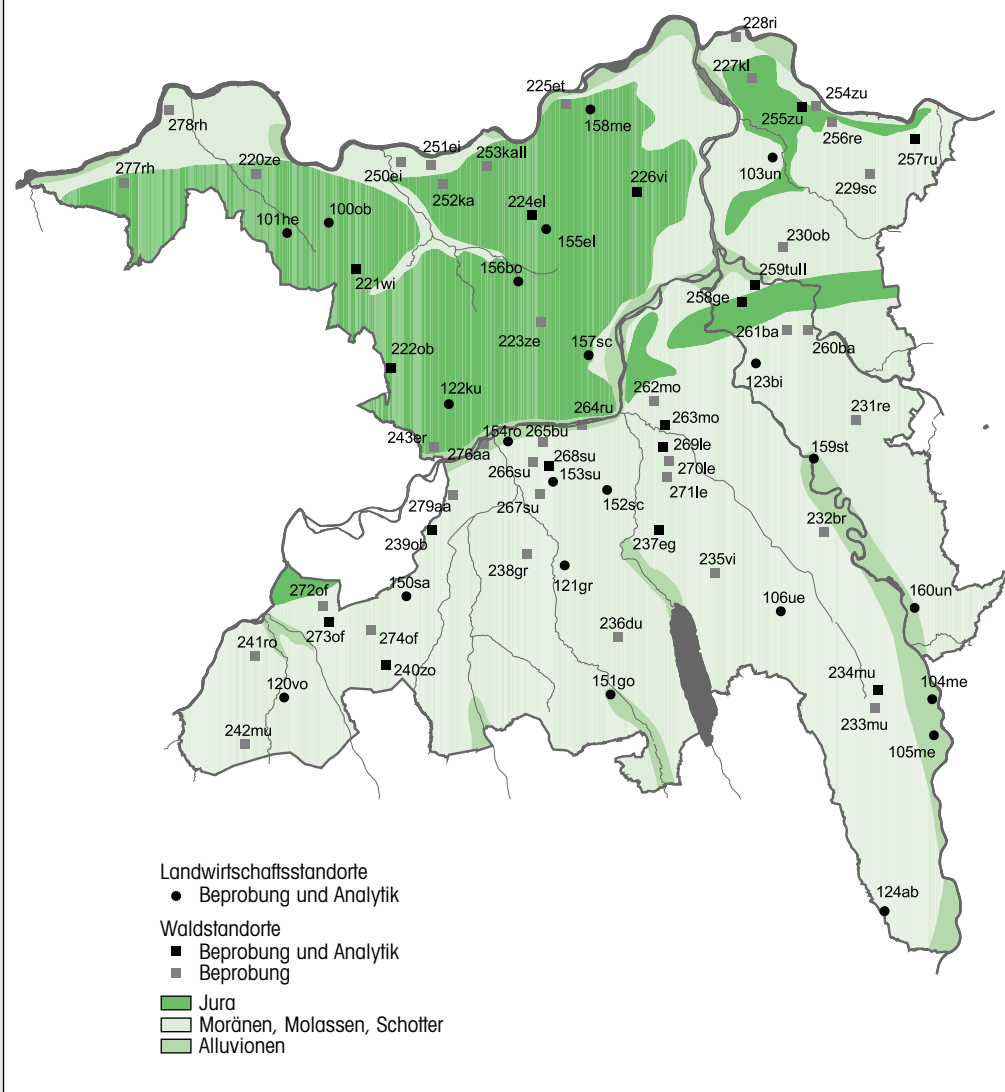 228ri
227kl
225et
254zu
278rh
158me
255zu
256re
251ei
253kaII
257ru
277rh
220ze
250ei
103un
252ka
226vi
229sc
224el
100ob
101he
155el
230ob
156bo
259tuII
221wi
258ge
223ze
261ba
260ba
157sc
222ob
123bi
122ku
262mo
264ru
231re
263mo
243er
154ro
265bu
276aa
269le
268su
270le
159st
266su
153su
271le
279aa
267su
152sc
232br
239ob
237eg
238gr
235vi
121gr
150sa
272of
106ue
160un
273of
274of
236du
241ro
240zo
120vo
151go
234mu
104me
233mu
242mu
105me
124ab
Landwirtschaftsstandorte
Beprobung und Analytik
Waldstandorte
Beprobung und Analytik
Beprobung
Jura
Moränen, Molassen, Schotter
Alluvionen